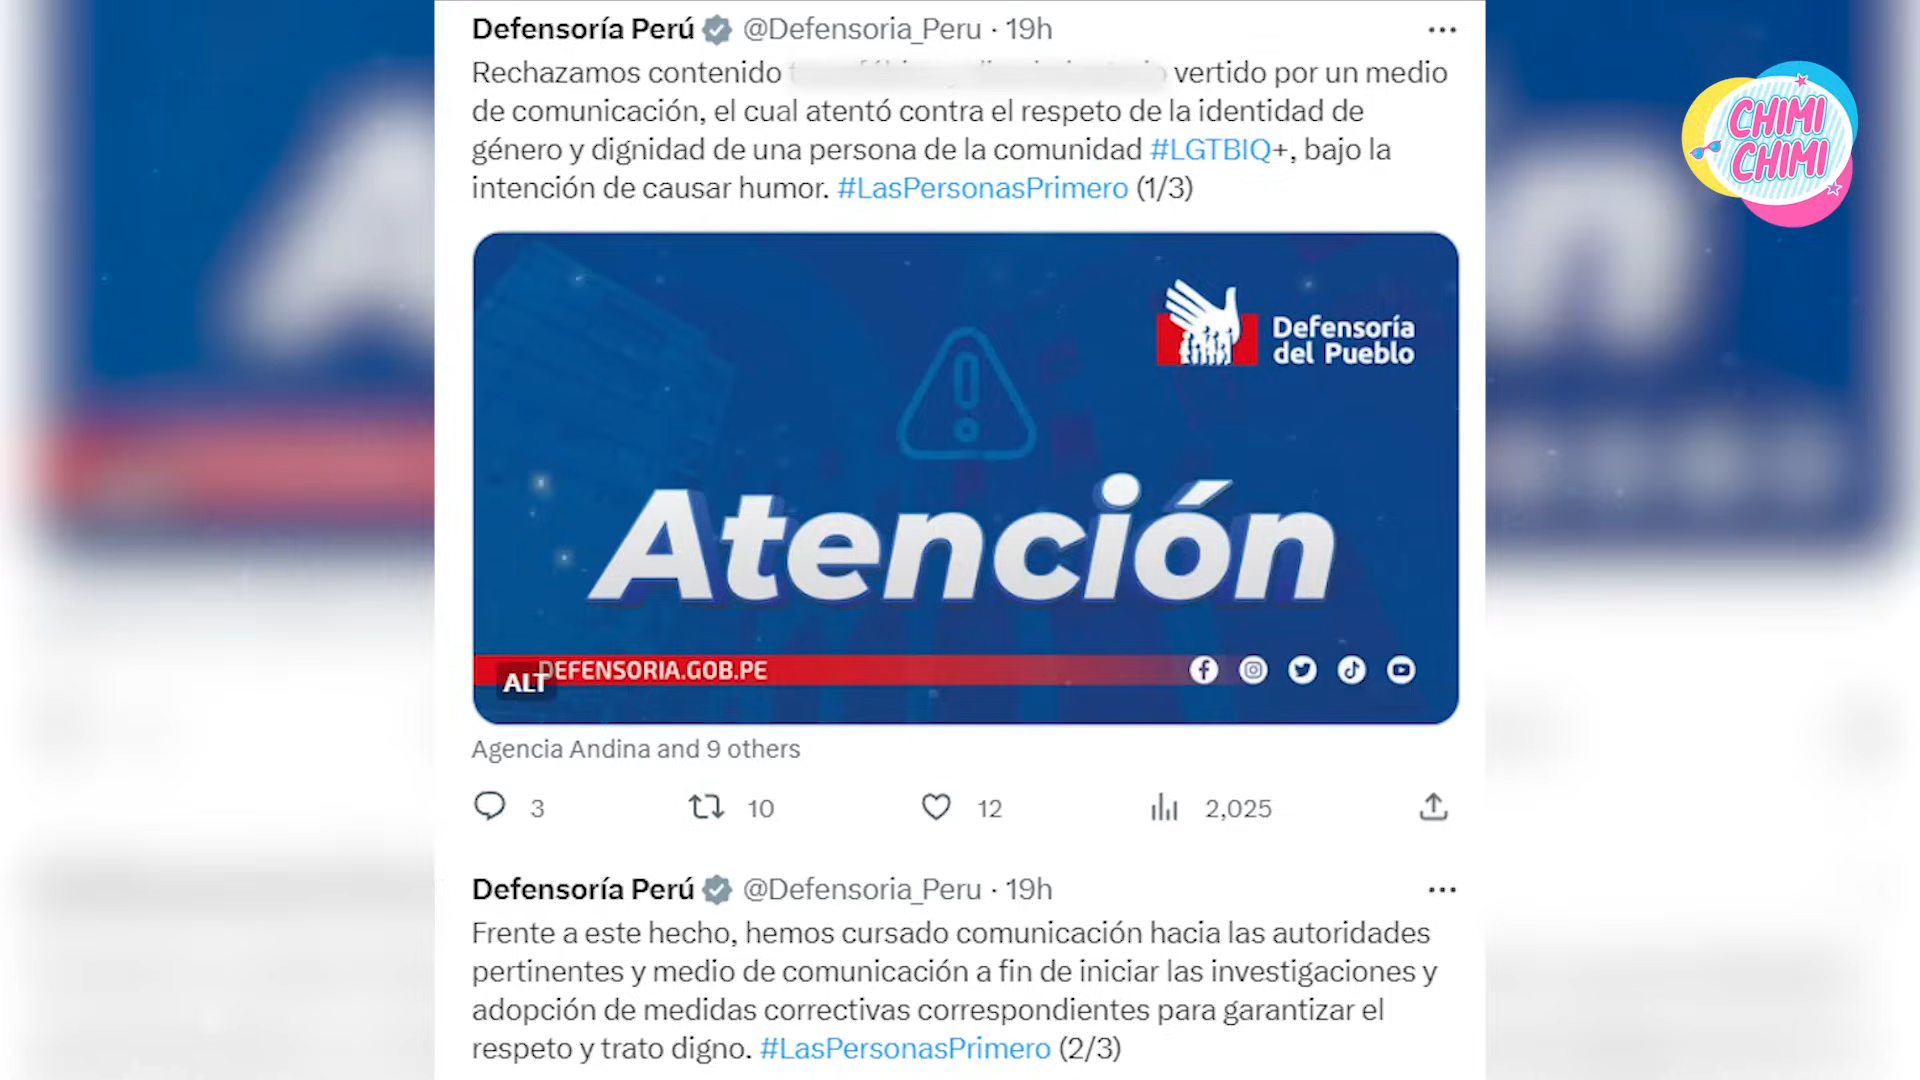 Defensoría Perú @Defensoria_Peru · 19h
Rechazamos contenido vertido por un medio
de comunicación, el cual atentó contra el respeto de la identidad de
género y dignidad de una persona de la comunidad #LGTBIQ+, bajo la
intención de causar humor. #LasPersonasPrimero (1/3)
CHIMI
CHIMI
Defensoría
del Pueblo
Atención
DEFENSORIA.GOB.PE
ALT
Agencia Andina and 9 others
3 10 12 2,025
Defensoría Perú @Defensoria_Peru · 19h
Frente a este hecho, hemos cursado comunicación hacia las autoridades
pertinentes y medio de comunicación a fin de iniciar las investigaciones y
adopción de medidas correctivas correspondientes para garantizar el
respeto y trato digno. #LasPersonasPrimero (2/3)